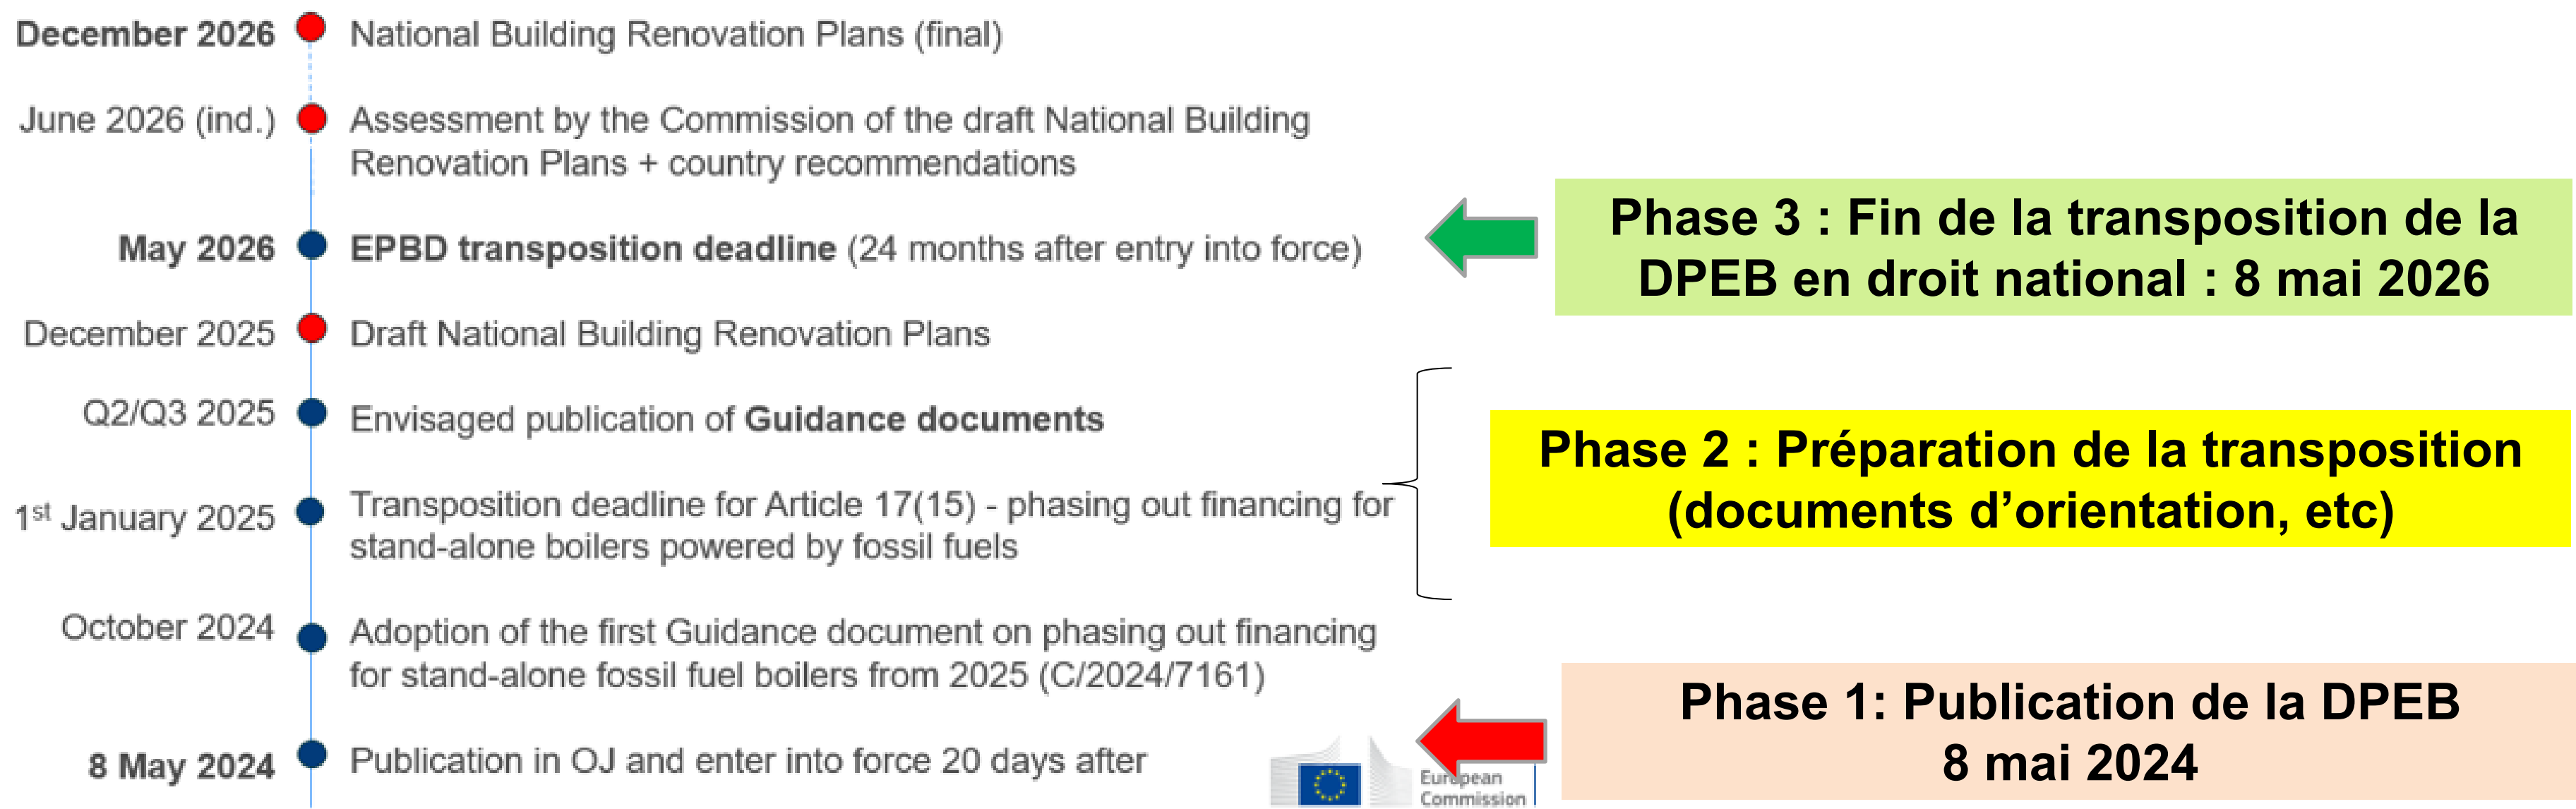 December 2026
National Building Renovation Plans (final)
June 2026 (ind.)
Assessment by the Commission of the draft National Building
Renovation Plans + country recommendations
May 2026
EPBD transposition deadline (24 months after entry into force)
December 2025
Draft National Building Renovation Plans
Q2/Q3 2025
Envisaged publication of Guidance documents
1st January 2025
Transposition deadline for Article 17(15) - phasing out financing for
stand-alone boilers powered by fossil fuels
October 2024
Adoption of the first Guidance document on phasing out financing
for stand-alone fossil fuel boilers from 2025 (C/2024/7161)
8 May 2024
Publication in OJ and enter into force 20 days after
Phase 3 : Fin de la transposition de la
DPEB en droit national : 8 mai 2026
Phase 2 : Préparation de la transposition
(documents d’orientation, etc)
Phase 1: Publication de la DPEB
8 mai 2024
European
Commission